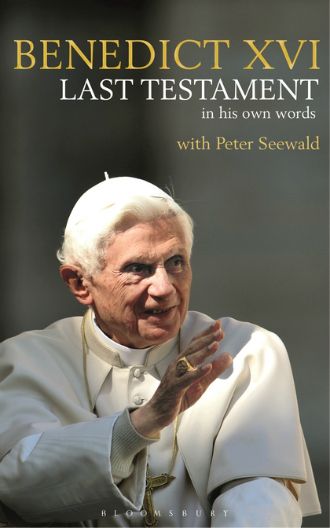 BENEDICT XVI
LAST TESTAMENT
in his own words
with Peter Seewald
BLOOMSBURY